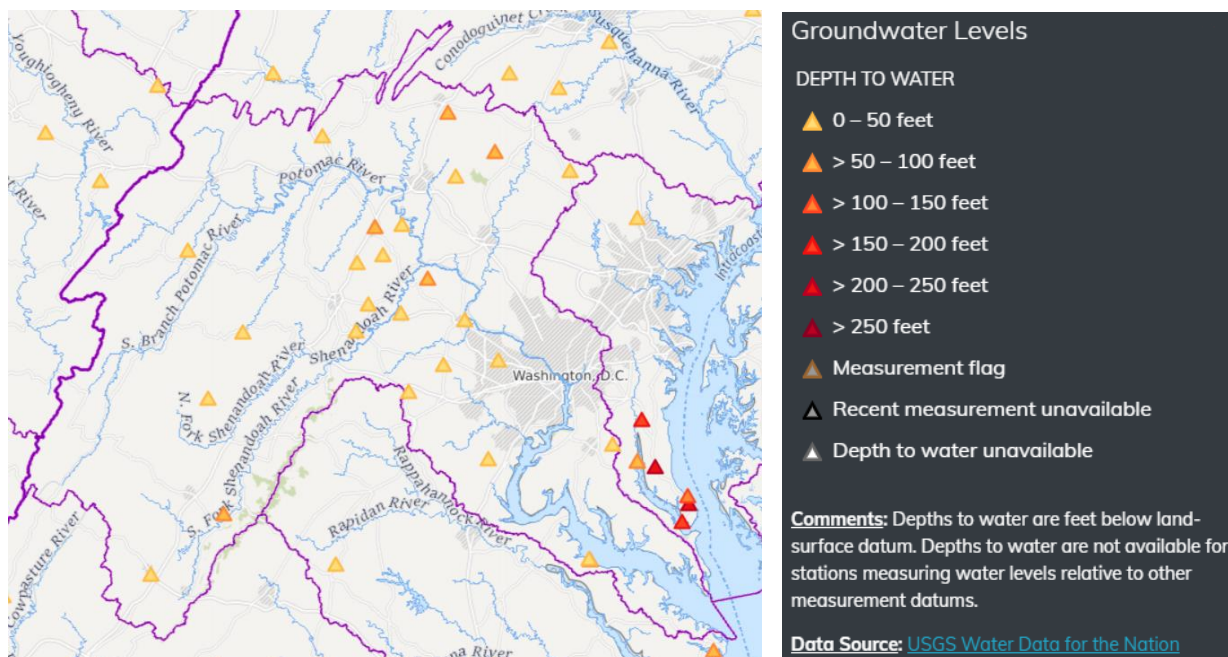 Conodoguinet Creek
Susquehanna River
Youghiogheny River
Potomac River
S. Branch Potomac River
Shenandoah River
N. Fork Shenandoah River
S. Fork Shenandoah River
Washington, D.C.
Rappahannock River
Rapidan River
Cowpasture River
River
Intracoast
na River
Groundwater Levels
DEPTH TO WATER
0 – 50 feet
> 50 – 100 feet
> 100 – 150 feet
> 150 – 200 feet
> 200 – 250 feet
> 250 feet
Measurement flag
Recent measurement unavailable
Depth to water unavailable
Comments: Depths to water are feet below land-
surface datum. Depths to water are not available for
stations measuring water levels relative to other
measurement datums.
Data Source: USGS Water Data for the Nation